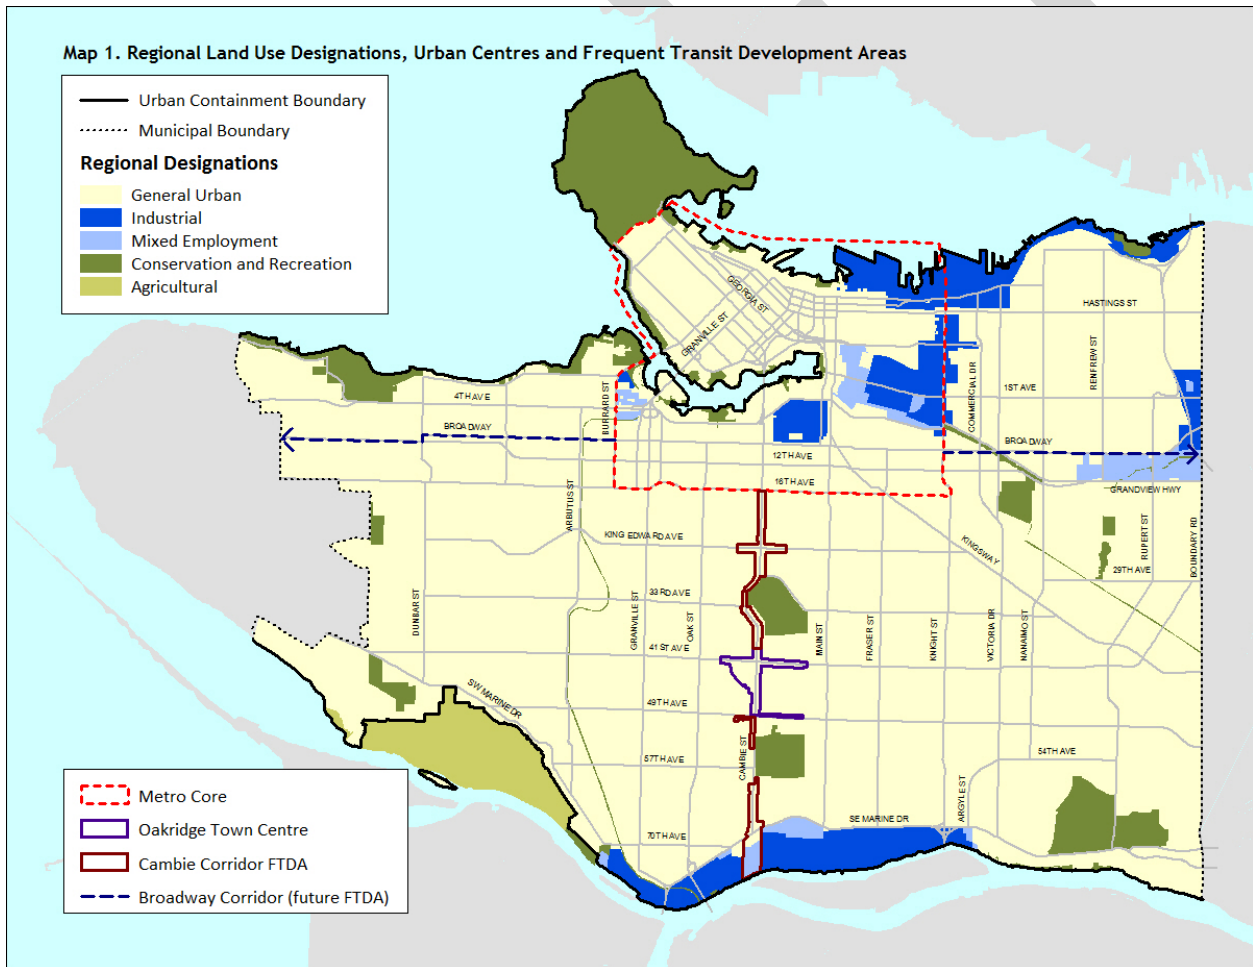 Map 1. Regional Land Use Designations, Urban Centres and Frequent Transit Development Areas
Urban Containment Boundary
Municipal Boundary
Regional Designations
General Urban
Industrial
Mixed Employment
Conservation and Recreation
Agricultural
GEORGIA ST
GRANVILLE ST
HASTINGS ST
RENFREW ST
COMMERCIAL DR
1ST AVE
4TH AVE
BURRARD ST
BROADWAY
BROADWAY
12TH AVE
16TH AVE
GRANDVIEW HWY
ARBUTUS ST
KING EDWARD AVE
KINGSWAY
RUPERT ST
BOUNDARY RD
29TH AVE
33RD AVE
DUNBAR ST
GRANVILLE ST
OAK ST
MAIN ST
FRASER ST
KNIGHT ST
VICTORIA DR
NANAIMO ST
41ST AVE
SW MARINE DR
49TH AVE
57TH AVE
CAMBIE ST
54TH AVE
ARGYLE ST
70TH AVE
SE MARINE DR
Metro Core
Oakridge Town Centre
Cambie Corridor FTDA
Broadway Corridor (future FTDA)